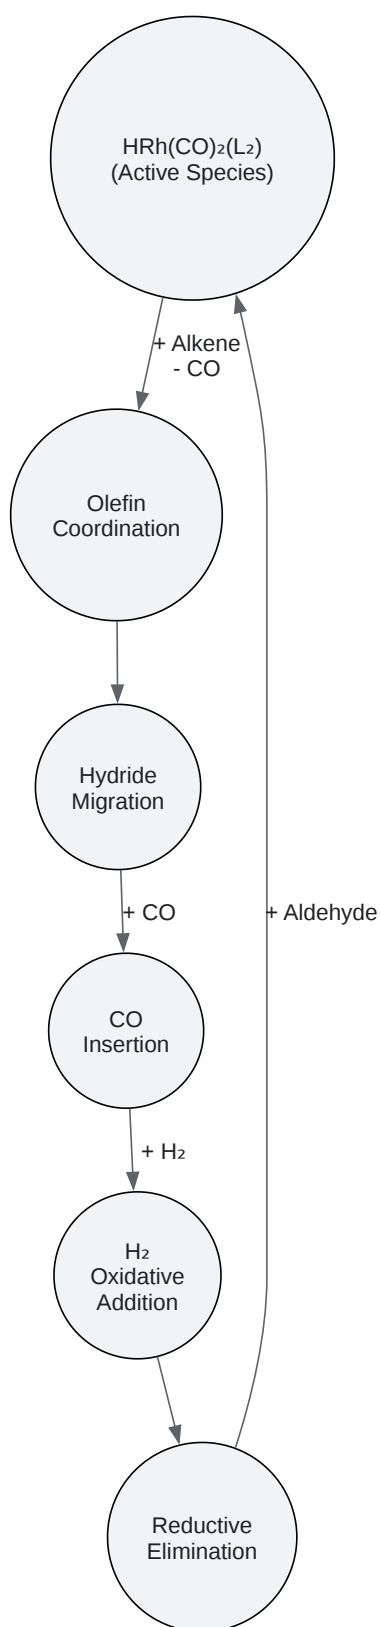 HRh(CO)₂(L₂)
(Active Species)
+ Alkene
- CO
Olefin
Coordination
Hydride
Migration
+ CO
+ Aldehyde
CO
Insertion
+ H₂
H₂
Oxidative
Addition
Reductive
Elimination